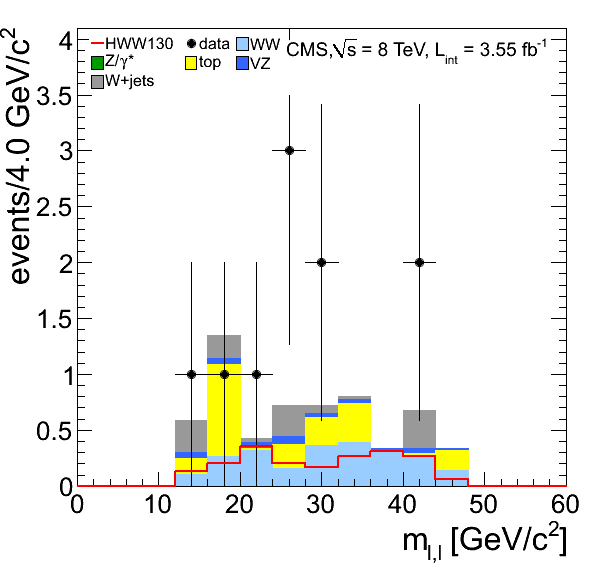 HWW130 data WW CMS,√s = 8 TeV, L_int = 3.55 fb⁻¹
Z/γ* top VZ
W+jets
events/4.0 GeV/c²
4
3.5
3
2.5
2
1.5
1
0.5
0
0 10 20 30 40 50 60
m_l,l [GeV/c²]